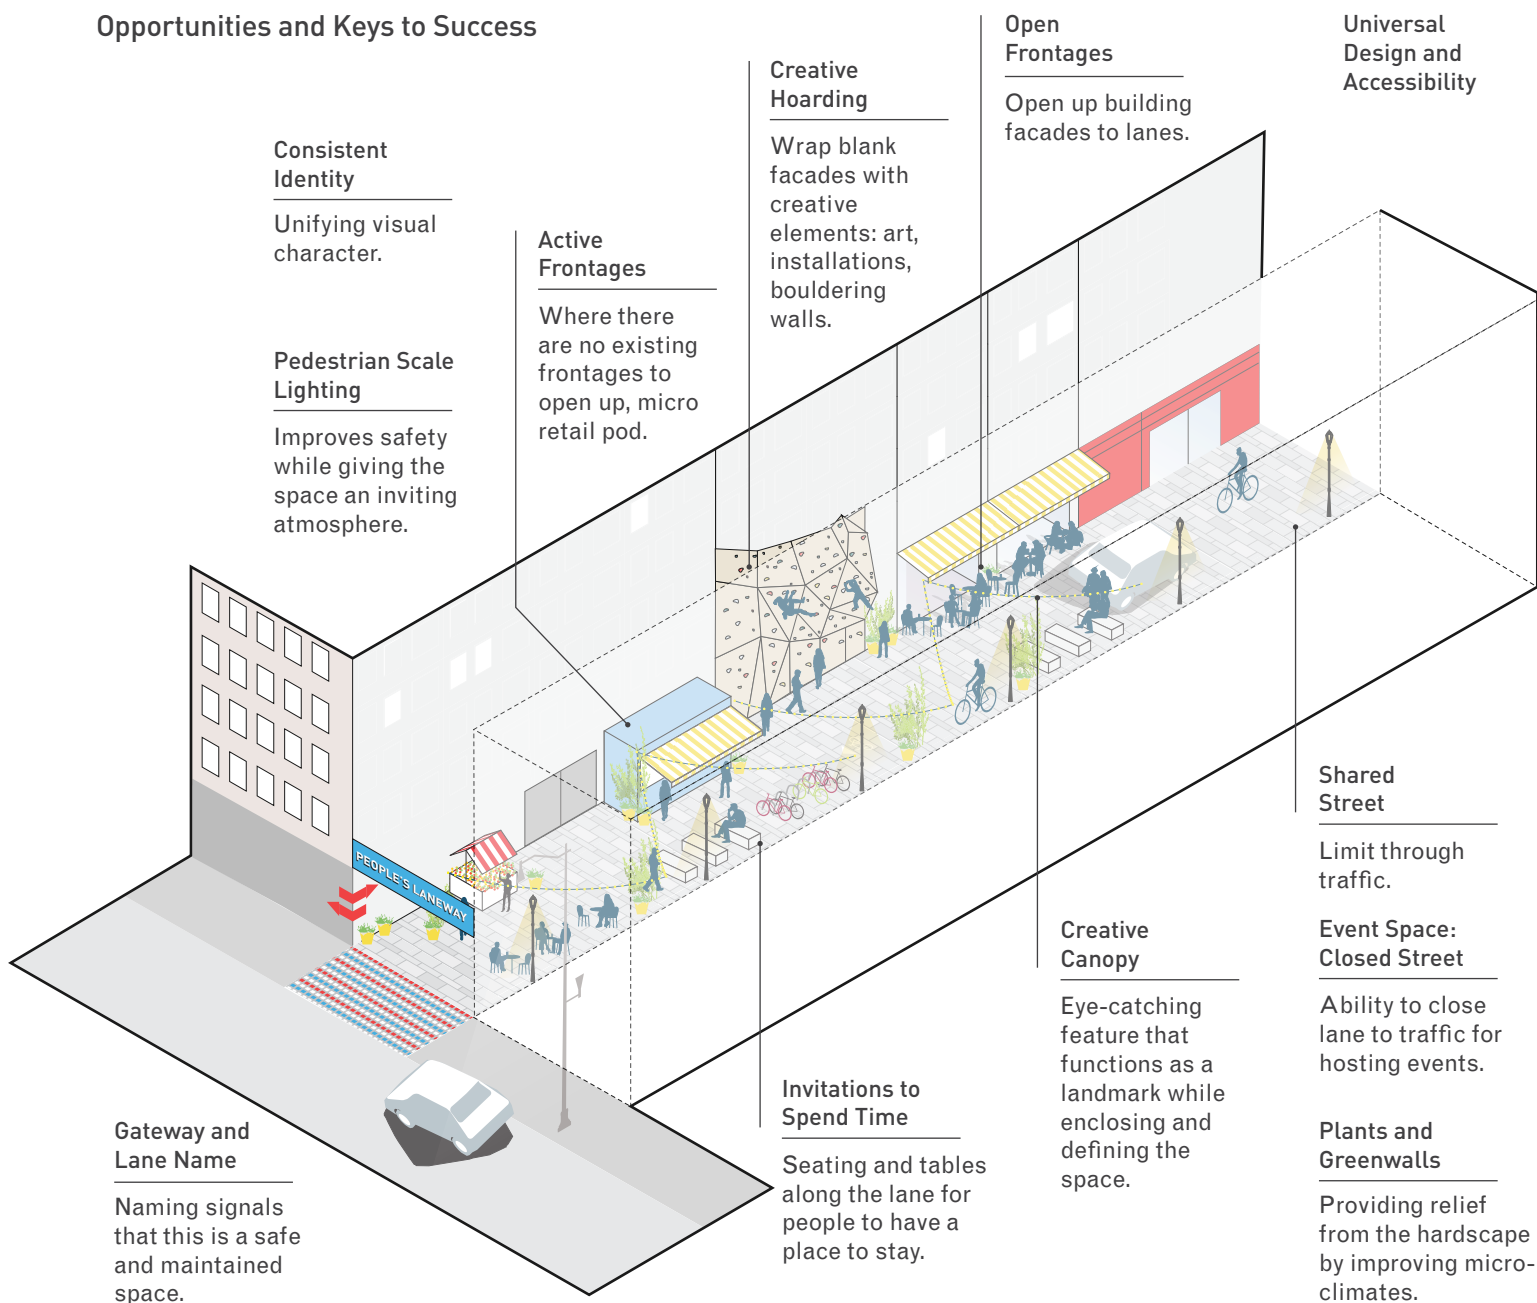 Opportunities and Keys to Success
Consistent
Identity
Unifying visual
character.
Pedestrian Scale
Lighting
Improves safety
while giving the
space an inviting
atmosphere.
Active
Frontages
Where there
are no existing
frontages to
open up, micro
retail pod.
Creative
Hoarding
Wrap blank
facades with
creative
elements: art,
installations,
bouldering
walls.
Open
Frontages
Open up building
facades to lanes.
Universal
Design and
Accessibility
PEOPLE'S LANEWAY
Gateway and
Lane Name
Naming signals
that this is a safe
and maintained
space.
Invitations to
Spend Time
Seating and tables
along the lane for
people to have a
place to stay.
Creative
Canopy
Eye-catching
feature that
functions as a
landmark while
enclosing and
defining the
space.
Shared
Street
Limit through
traffic.
Event Space:
Closed Street
Ability to close
lane to traffic for
hosting events.
Plants and
Greenwalls
Providing relief
from the hardscape
by improving micro-
climates.